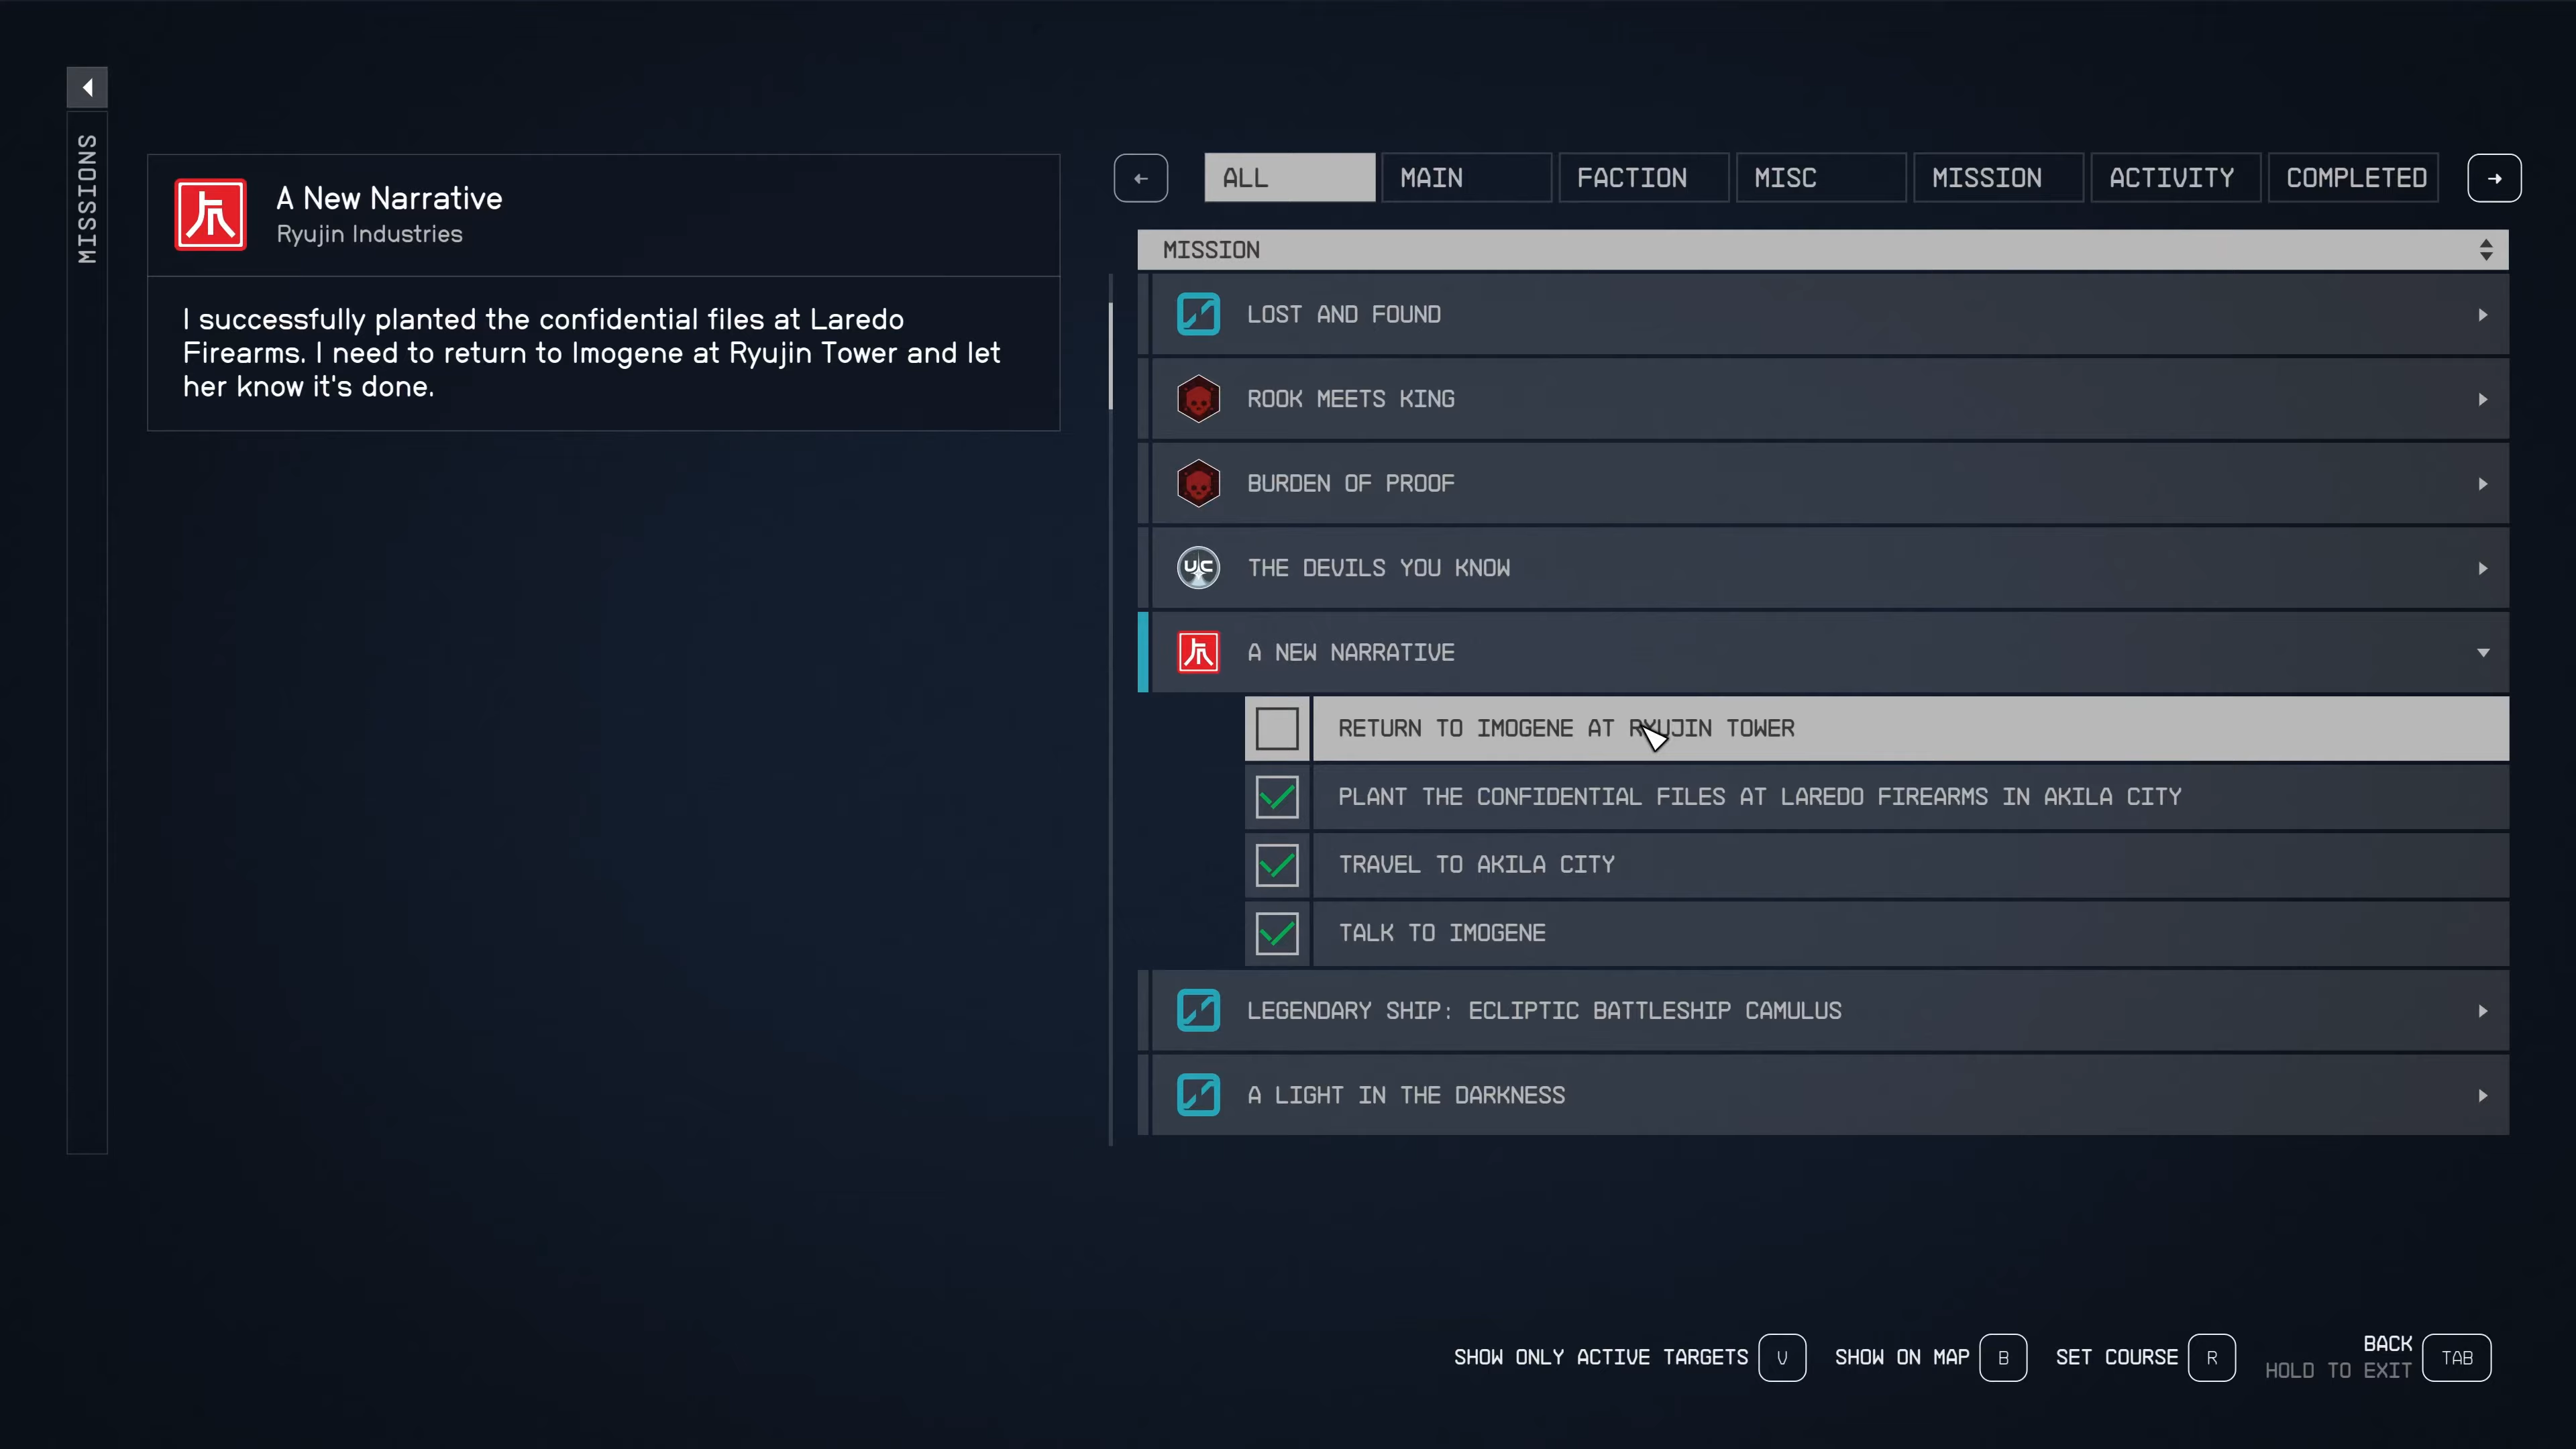 MISSIONS
A New Narrative
Ryujin Industries
I successfully planted the confidential files at Laredo
Firearms. I need to return to Imogene at Ryujin Tower and let
her know it's done.
ALL
MAIN
FACTION
MISC
MISSION
ACTIVITY
COMPLETED
MISSION
LOST AND FOUND
ROOK MEETS KING
BURDEN OF PROOF
UC
THE DEVILS YOU KNOW
A NEW NARRATIVE
RETURN TO IMOGENE AT RYUJIN TOWER
PLANT THE CONFIDENTIAL FILES AT LAREDO FIREARMS IN AKILA CITY
TRAVEL TO AKILA CITY
TALK TO IMOGENE
LEGENDARY SHIP: ECLIPTIC BATTLESHIP CAMULUS
A LIGHT IN THE DARKNESS
SHOW ONLY ACTIVE TARGETS V
SHOW ON MAP B
SET COURSE R
BACK
HOLD TO EXIT
TAB